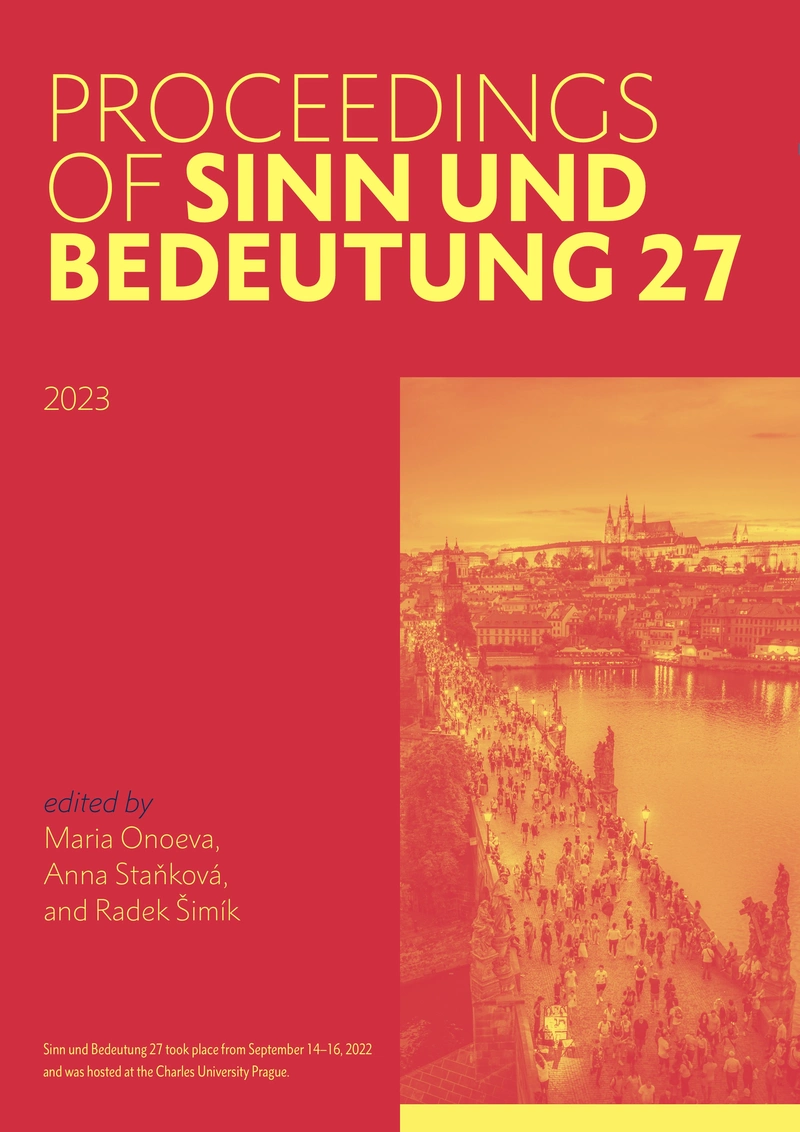 PROCEEDINGS
OF SINN UND
BEDEUTUNG 27
2023
edited by
Maria Onoeva,
Anna Staňková,
and Radek Šimík
Sinn und Bedeutung 27 took place from September 14–16, 2022
and was hosted at the Charles University Prague.